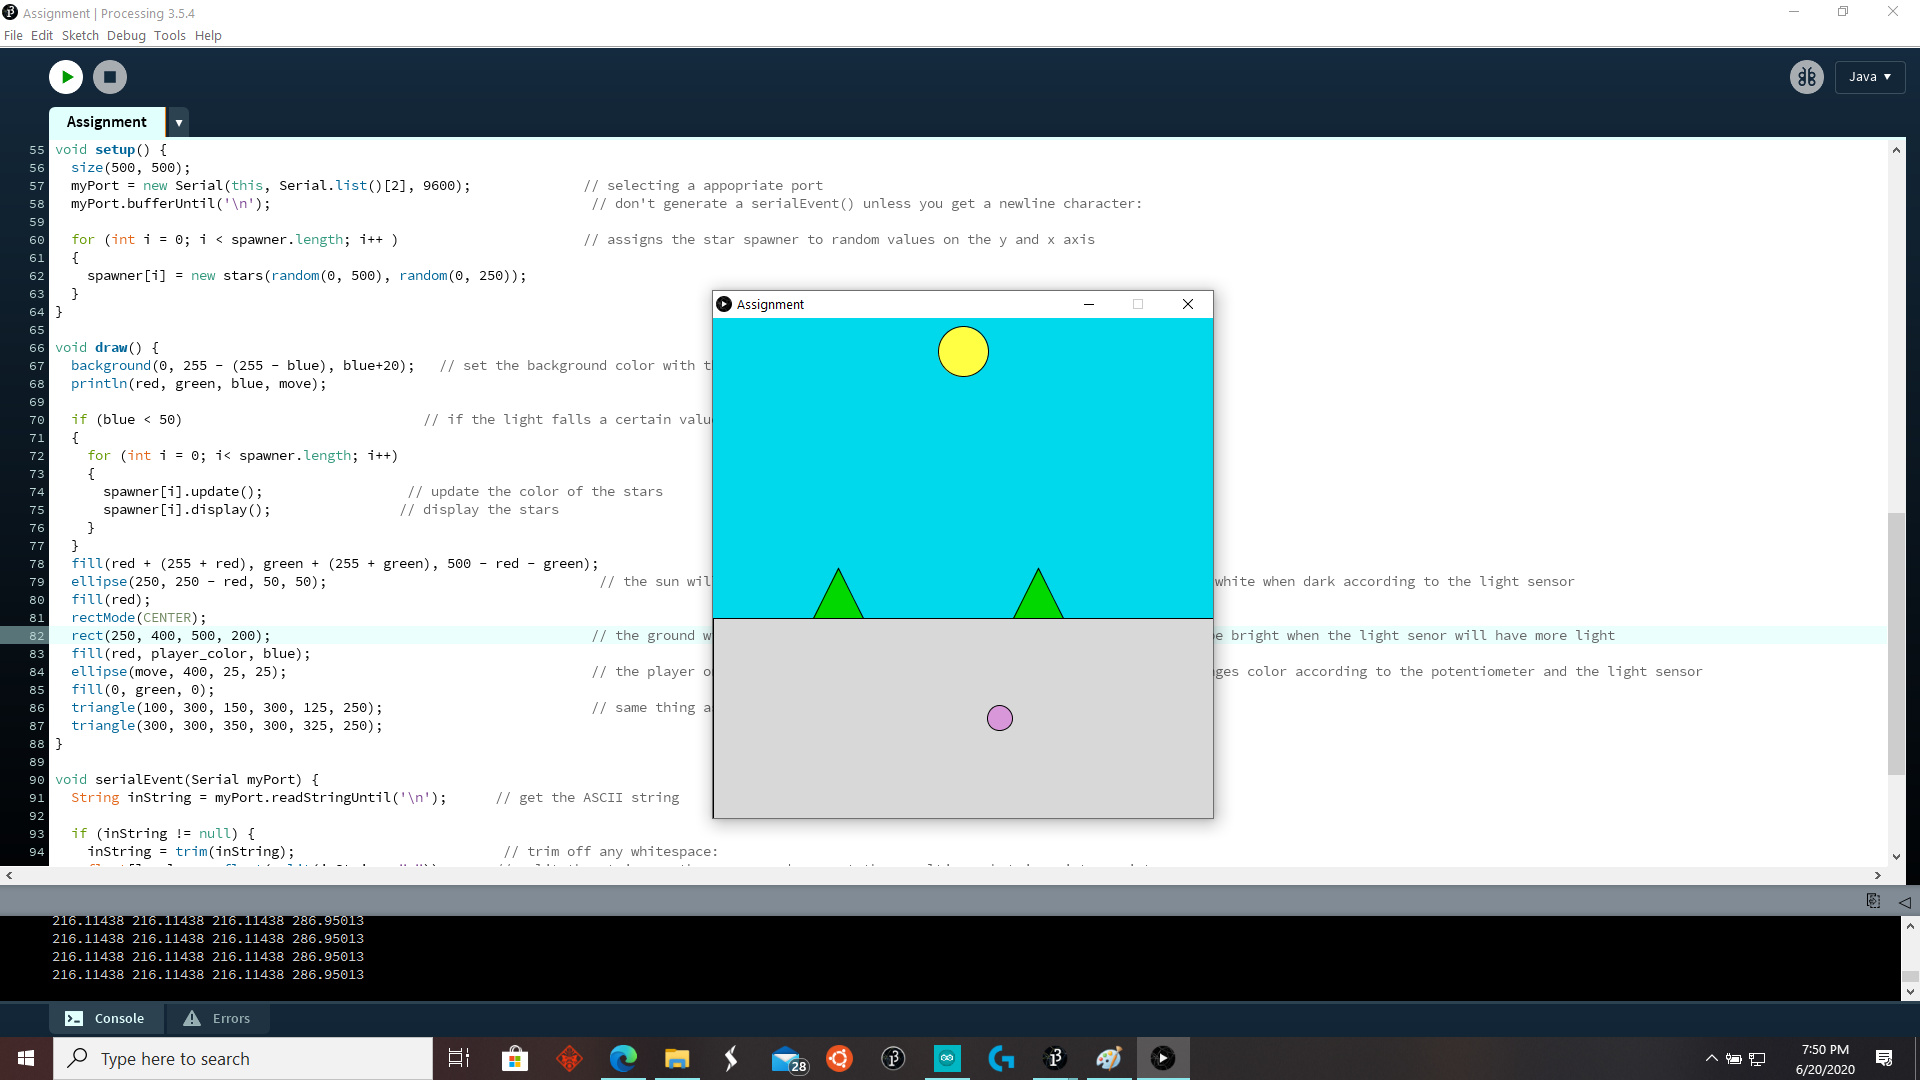 Assignment | Processing 3.5.4
File Edit Sketch Debug Tools Help
Java ▼
Assignment ▼
55 void setup() {
56 size(500, 500);
57 myPort = new Serial(this, Serial.list()[2], 9600); // selecting a appopriate port
58 myPort.bufferUntil('\n'); // don't generate a serialEvent() unless you get a newline character:
59
60 for (int i = 0; i < spawner.length; i++ ) // assigns the star spawner to random values on the y and x axis
61 {
62 spawner[i] = new stars(random(0, 500), random(0, 250));
63 }
64 }
65
66 void draw() {
67 background(0, 255 - (255 - blue), blue+20); // set the background color with t
68 println(red, green, blue, move);
69
70 if (blue < 50) // if the light falls a certain valu
71 {
72 for (int i = 0; i< spawner.length; i++)
73 {
74 spawner[i].update(); // update the color of the stars
75 spawner[i].display(); // display the stars
76 }
77 }
78 fill(red + (255 + red), green + (255 + green), 500 - red - green);
79 ellipse(250, 250 - red, 50, 50); // the sun wil white when dark according to the light sensor
80 fill(red);
81 rectMode(CENTER);
82 rect(250, 400, 500, 200); // the ground w e bright when the light senor will have more light
83 fill(red, player_color, blue);
84 ellipse(move, 400, 25, 25); // the player o ges color according to the potentiometer and the light sensor
85 fill(0, green, 0);
86 triangle(100, 300, 150, 300, 125, 250); // same thing a
87 triangle(300, 300, 350, 300, 325, 250);
88 }
89
90 void serialEvent(Serial myPort) {
91 String inString = myPort.readStringUntil('\n'); // get the ASCII string
92
93 if (inString != null) {
94 inString = trim(inString); // trim off any whitespace:
Assignment
216.11438 216.11438 216.11438 286.95013
216.11438 216.11438 216.11438 286.95013
216.11438 216.11438 216.11438 286.95013
216.11438 216.11438 216.11438 286.95013
Console Errors
Type here to search
28
7:50 PM
6/20/2020